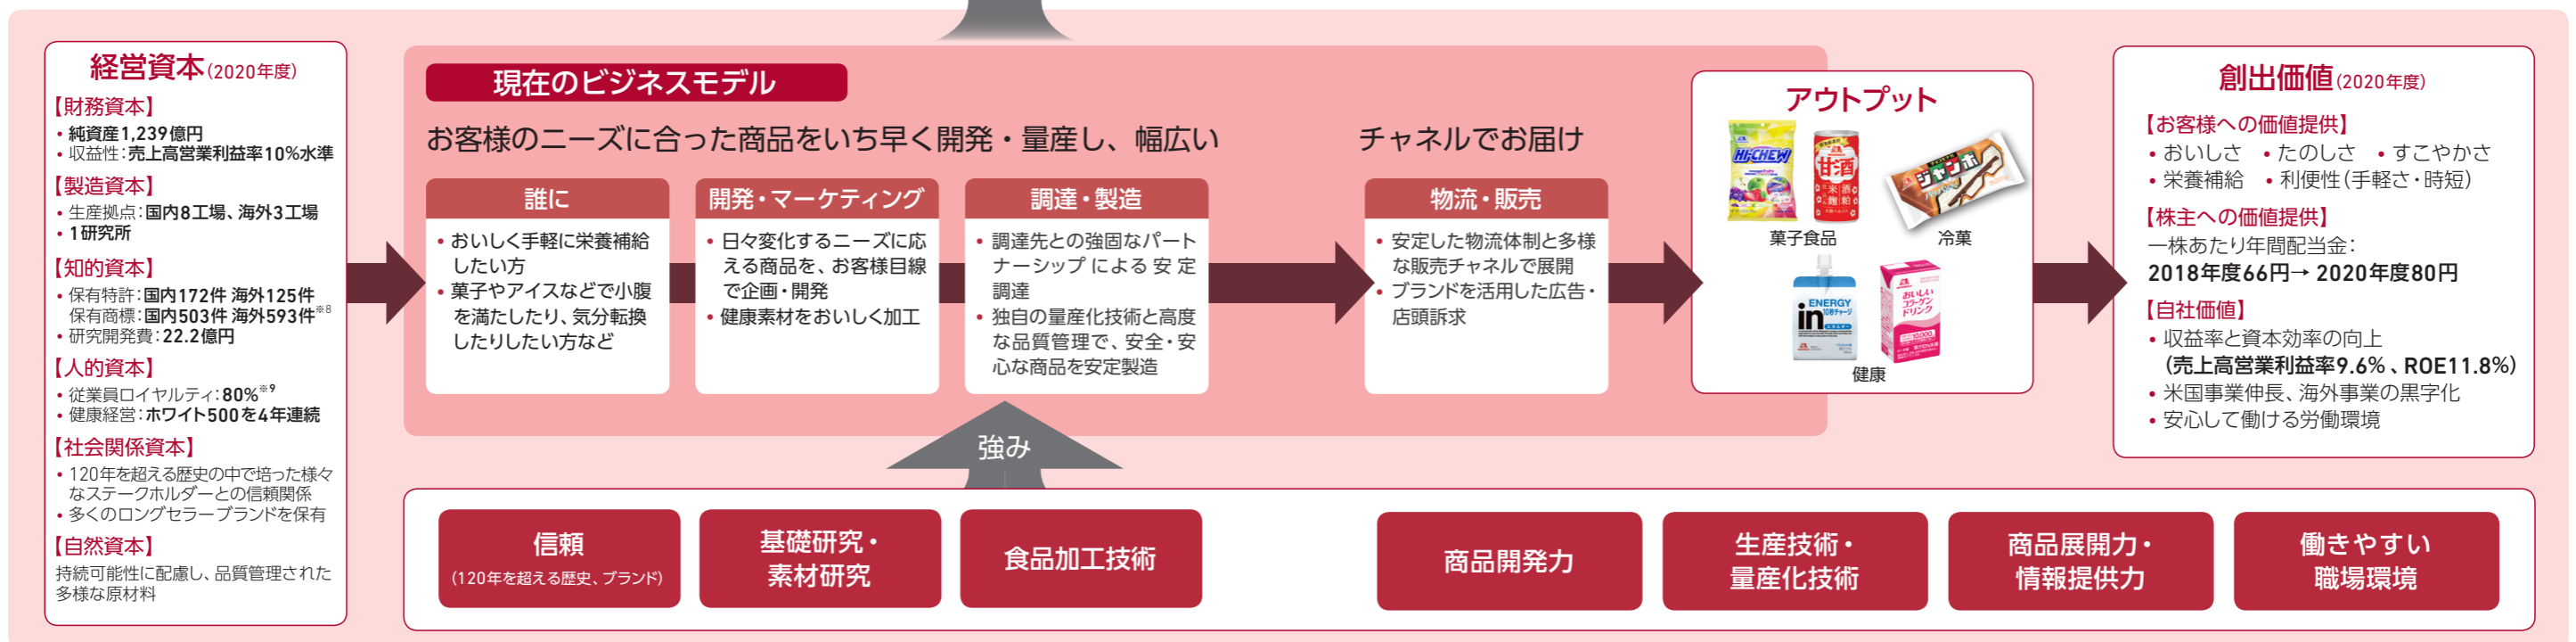 経営資本(2020年度)
【財務資本】
• 純資産1,239億円
• 収益性：売上高営業利益率10%水準
【製造資本】
• 生産拠点：国内8工場、海外3工場
• 1研究所
【知的資本】
• 保有特許：国内172件 海外125件
保有商標：国内503件 海外593件※8
• 研究開発費：22.2億円
【人的資本】
• 従業員ロイヤルティ：80%※9
• 健康経営：ホワイト500を4年連続
【社会関係資本】
• 120年を超える歴史の中で培った様々
なステークホルダーとの信頼関係
• 多くのロングセラーブランドを保有
【自然資本】
持続可能性に配慮し、品質管理された
多様な原材料
現在のビジネスモデル
お客様のニーズに合った商品をいち早く開発・量産し、幅広い チャネルでお届け
誰に
• おいしく手軽に栄養補給
したい方
• 菓子やアイスなどで小腹
を満たしたり、気分転換
したりしたい方など
開発・マーケティング
• 日々変化するニーズに応
える商品を、お客様目線
で企画・開発
• 健康素材をおいしく加工
調達・製造
• 調達先との強固なパート
ナーシップによる安定
調達
• 独自の量産化技術と高度
な品質管理で、安全・安
心な商品を安定製造
物流・販売
• 安定した物流体制と多様
な販売チャネルで展開
• ブランドを活用した広告・
店頭訴求
アウトプット
HI-CHEW
甘酒
ジャンボ
菓子食品
冷菓
ENERGY
in
10秒チャージ
おいしい
コラーゲン
ドリンク
健康
創出価値(2020年度)
【お客様への価値提供】
• おいしさ • たのしさ • すこやかさ
• 栄養補給 • 利便性(手軽さ・時短)
【株主への価値提供】
一株あたり年間配当金：
2018年度66円→ 2020年度80円
【自社価値】
• 収益率と資本効率の向上
(売上高営業利益率9.6% 、ROE11.8%)
• 米国事業伸長、海外事業の黒字化
• 安心して働ける労働環境
強み
信頼
(120年を超える歴史、ブランド)
基礎研究・
素材研究
食品加工技術
商品開発力
生産技術・
量産化技術
商品展開力・
情報提供力
働きやすい
職場環境